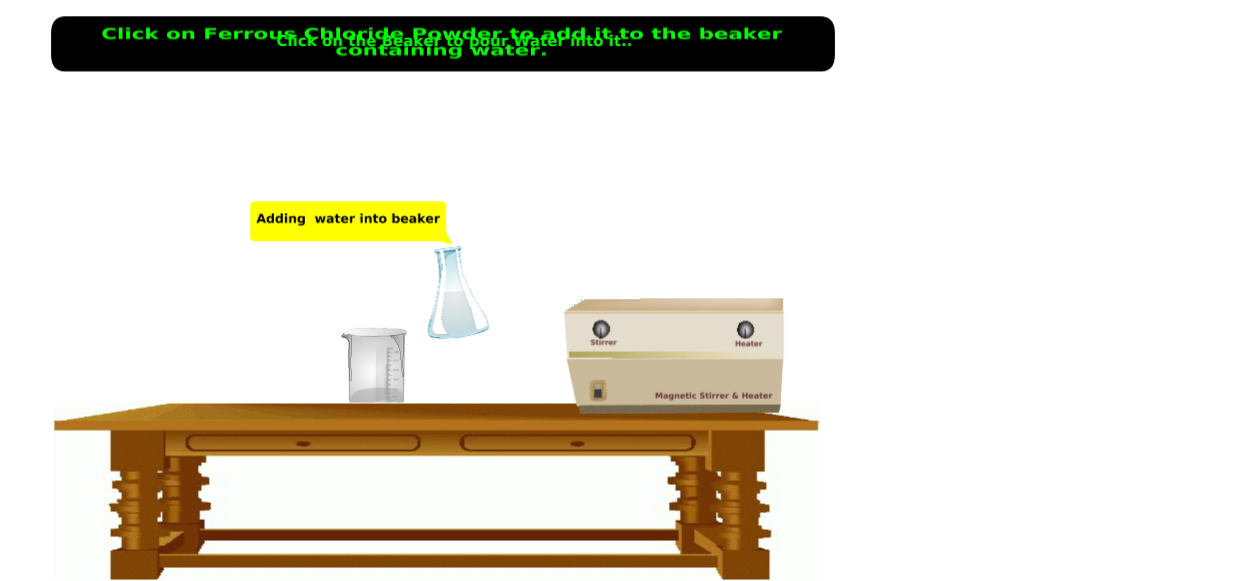 Click on Ferrous Chloride Powder to add it to the beaker
containing water.
Click on the Beaker to pour Water into it..
Adding  water into beaker
Stirrer
Heater
Magnetic Stirrer & Heater